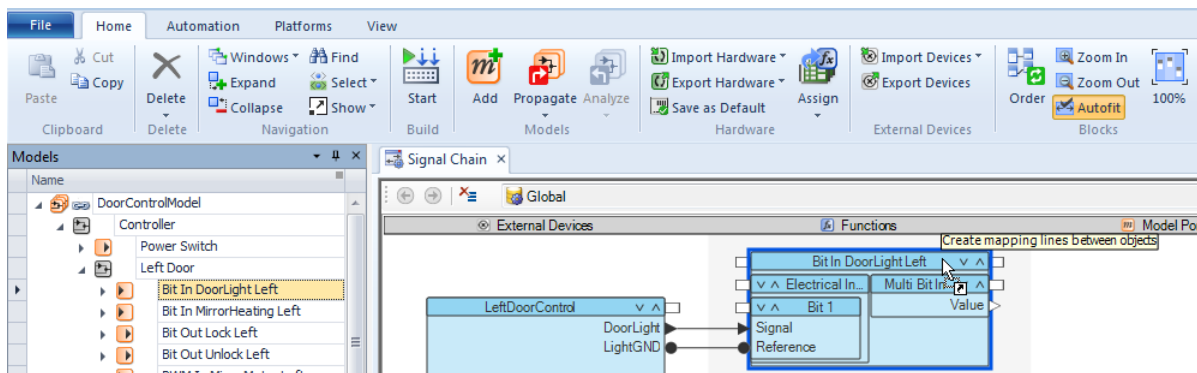 File Home Automation Platforms View
Cut Windows Find Import Hardware Import Devices Zoom In
Copy Expand Select Export Hardware Export Devices Zoom Out
Paste Delete Collapse Show Start Add Propagate Analyze Save as Default Assign Order Autofit 100%
Clipboard Delete Navigation Build Models Hardware External Devices Blocks
Models Signal Chain
Name
Global
DoorControlModel
Controller External Devices Functions Model Po
Power Switch Create mapping lines between objects
Left Door Bit In DoorLight Left
Bit In DoorLight Left Electrical In... Multi Bit In
Bit In MirrorHeating Left LeftDoorControl Bit 1 Value
Bit Out Lock Left DoorLight Signal
Bit Out Unlock Left LightGND Reference